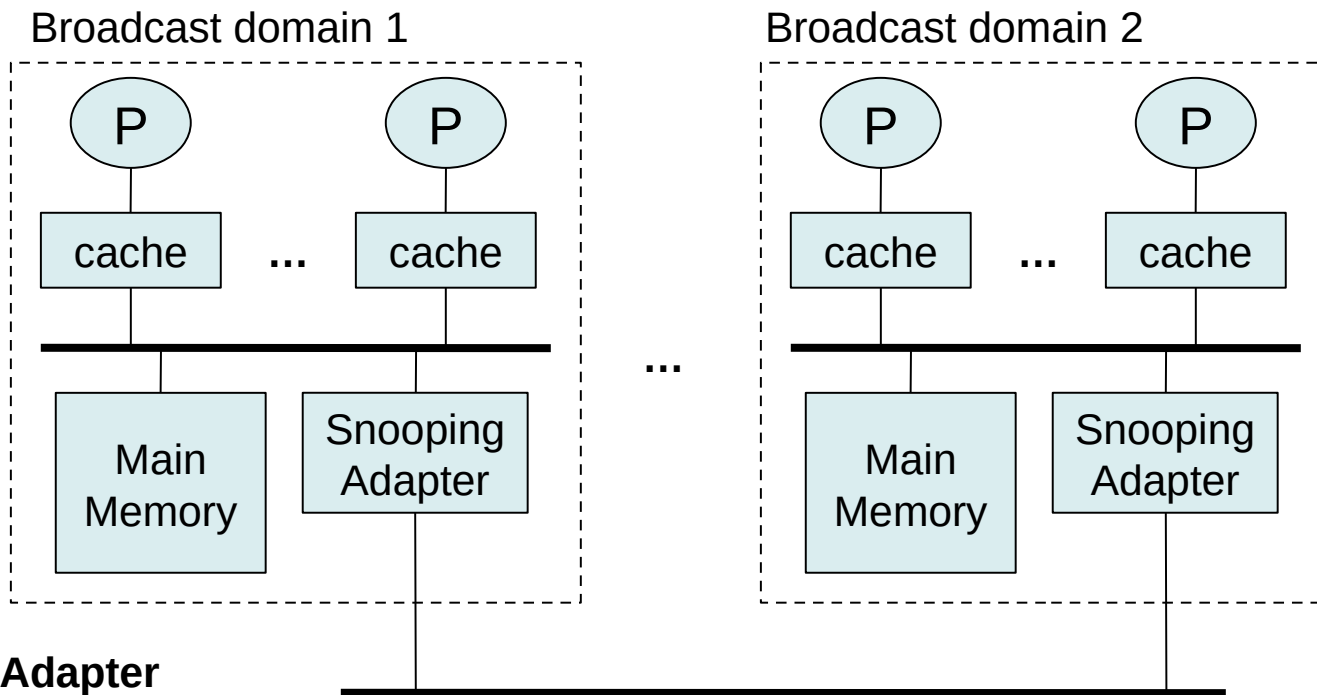 Broadcast domain 1
Broadcast domain 2
P
P
P
P
cache
...
cache
cache
...
cache
...
Main
Memory
Snooping
Adapter
Main
Memory
Snooping
Adapter
Adapter